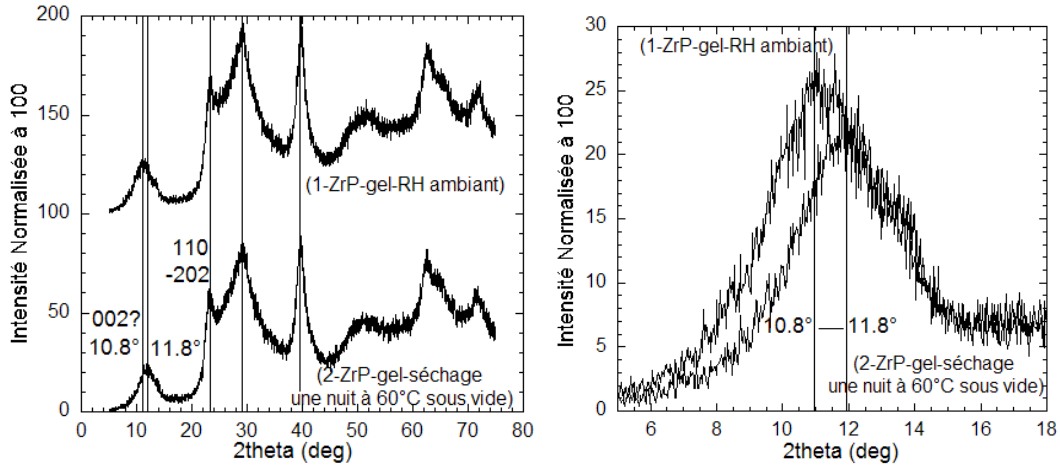 200
150
100
50
0
Intensité Normalisée à 100
(1-ZrP-gel-RH ambiant)
110
-202
002?
10.8°
11.8°
(2-ZrP-gel-séchage
une nuit à 60°C sous vide)
0 10 20 30 40 50 60 70 80
2theta (deg)
30
25
20
15
10
5
0
Intensité Normalisée à 100
(1-ZrP-gel-RH ambiant)
10.8° 11.8°
(2-ZrP-gel-séchage
une nuit à 60°C sous vide)
6 8 10 12 14 16 18
2theta (deg)